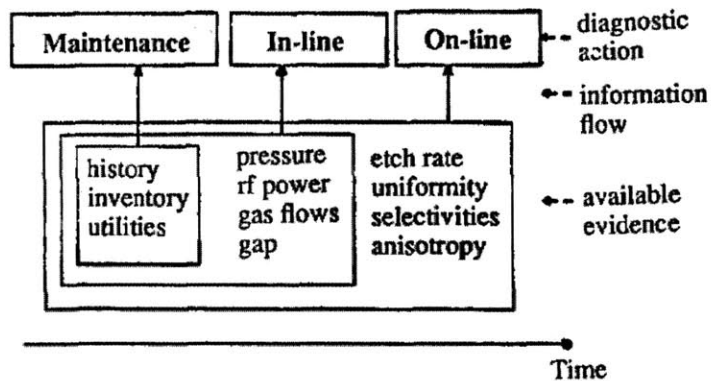 Maintenance
In-line
On-line
diagnostic
action
information
flow
history
inventory
utilities
pressure
rf power
gas flows
gap
etch rate
uniformity
selectivities
anisotropy
available
evidence
Time